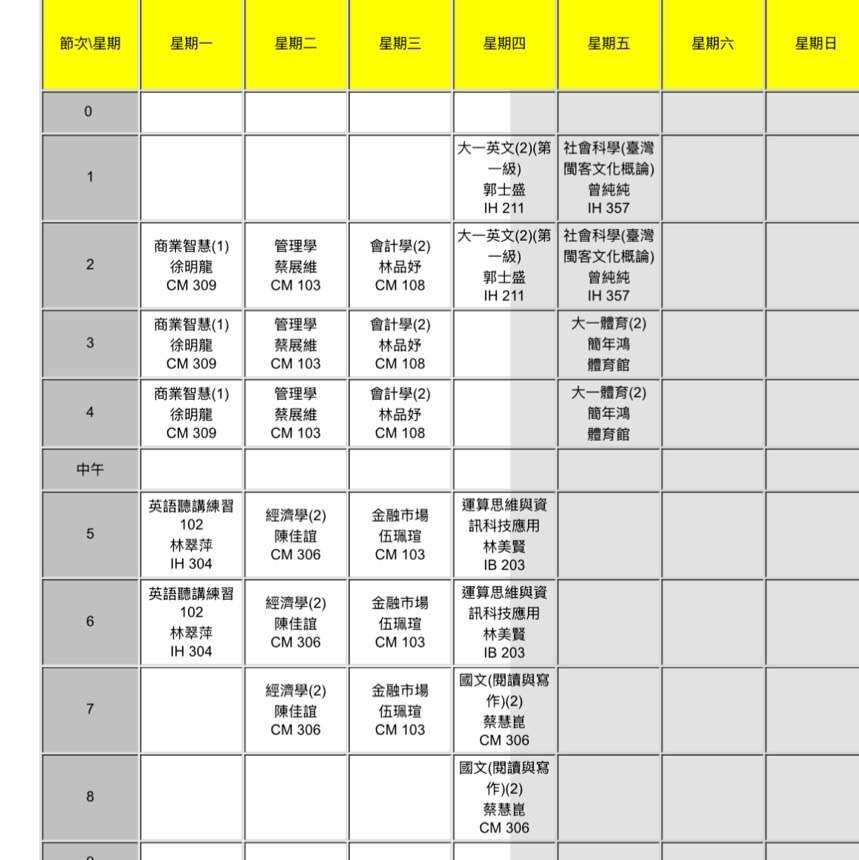 節次\星期 星期一 星期二 星期三 星期四 星期五 星期六 星期日
0
1
大一英文(2)(第
一級)
郭士盛
IH 211
社會科學(臺灣
閩客文化概論)
曾純純
IH 357
2
商業智慧(1)
徐明龍
CM 309
管理學
蔡展維
CM 103
會計學(2)
林品妤
CM 108
大一英文(2)(第
一級)
郭士盛
IH 211
社會科學(臺灣
閩客文化概論)
曾純純
IH 357
3
商業智慧(1)
徐明龍
CM 309
管理學
蔡展維
CM 103
會計學(2)
林品妤
CM 108
大一體育(2)
簡年鴻
體育館
4
商業智慧(1)
徐明龍
CM 309
管理學
蔡展維
CM 103
會計學(2)
林品妤
CM 108
大一體育(2)
簡年鴻
體育館
中午
5
英語聽講練習
102
林翠萍
IH 304
經濟學(2)
陳佳誼
CM 306
金融市場
伍珮瑄
CM 103
運算思維與資
訊科技應用
林美賢
IB 203
6
英語聽講練習
102
林翠萍
IH 304
經濟學(2)
陳佳誼
CM 306
金融市場
伍珮瑄
CM 103
運算思維與資
訊科技應用
林美賢
IB 203
7
經濟學(2)
陳佳誼
CM 306
金融市場
伍珮瑄
CM 103
國文(閱讀與寫
作)(2)
蔡慧崑
CM 306
8
國文(閱讀與寫
作)(2)
蔡慧崑
CM 306